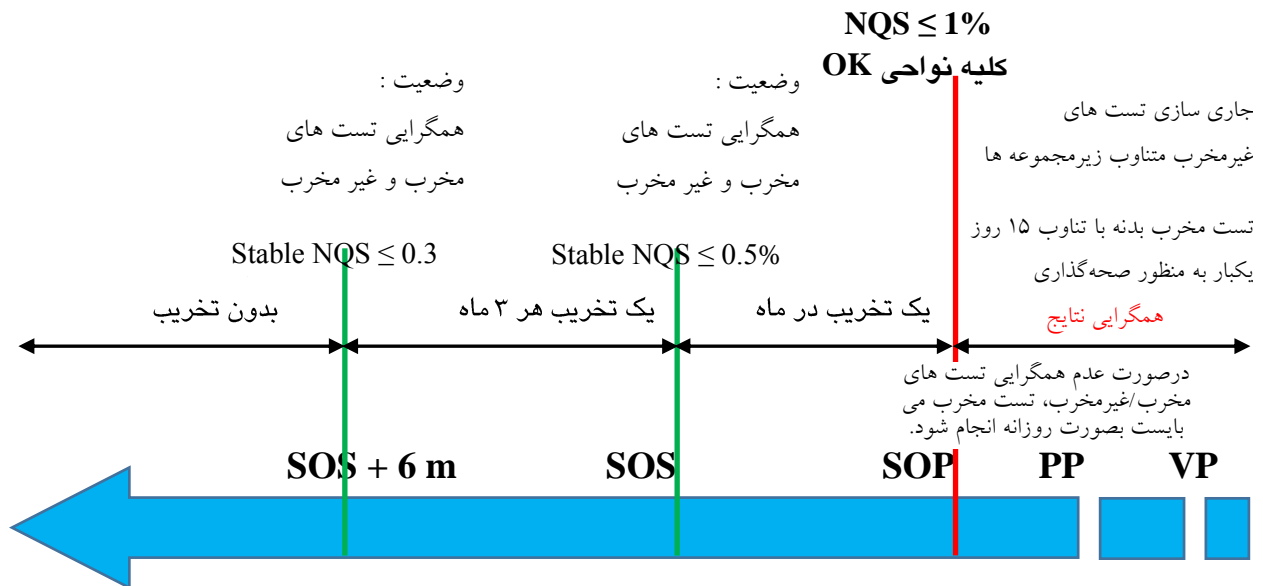 NQS ≤ 1%
کلیه نواحی OK
جاری سازی تست های
غیرمخرب متناوب زیرمجموعه ها
تست مخرب بدنه با تناوب ۱۵ روز
یکبار به منظور صحه‌گذاری
همگرایی نتایج
وضعیت :
همگرایی تست های
مخرب و غیر مخرب
Stable NQS ≤ 0.5%
وضعیت :
همگرایی تست های
مخرب و غیر مخرب
Stable NQS ≤ 0.3
یک تخریب در ماه
یک تخریب هر ۳ ماه
بدون تخریب
درصورت عدم همگرایی تست های
مخرب/غیرمخرب، تست مخرب می
بایست بصورت روزانه انجام شود.
VP
PP
SOP
SOS
SOS + 6 m